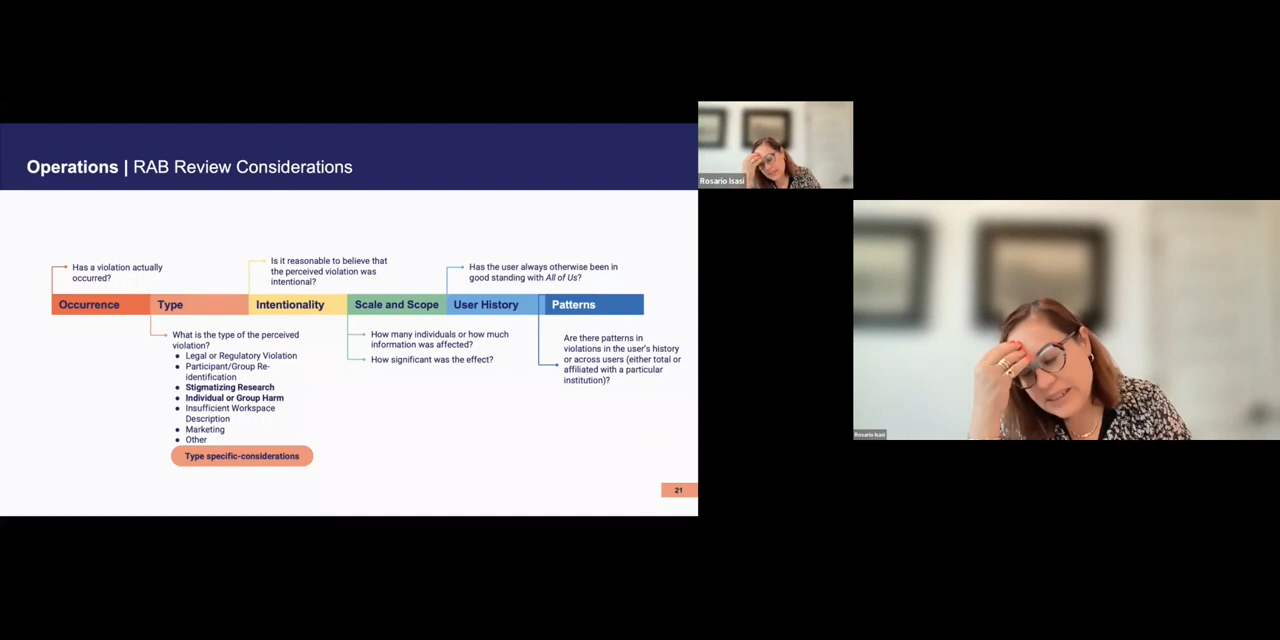 Operations | RAB Review Considerations
Has a violation actually
occurred?
Is it reasonable to believe that
the perceived violation was
intentional?
Has the user always otherwise been in
good standing with All of Us?
Occurrence
Type
Intentionality
Scale and Scope
User History
Patterns
What is the type of the perceived
violation?
● Legal or Regulatory Violation
● Participant/Group Re-
identification
● Stigmatizing Research
● Individual or Group Harm
● Insufficient Workspace
Description
● Marketing
● Other
Type specific-considerations
How many individuals or how much
information was affected?
How significant was the effect?
Are there patterns in
violations in the user's history
or across users (either total or
affiliated with a particular
institution)?
21
Rosario Isasi
Rosario Isasi